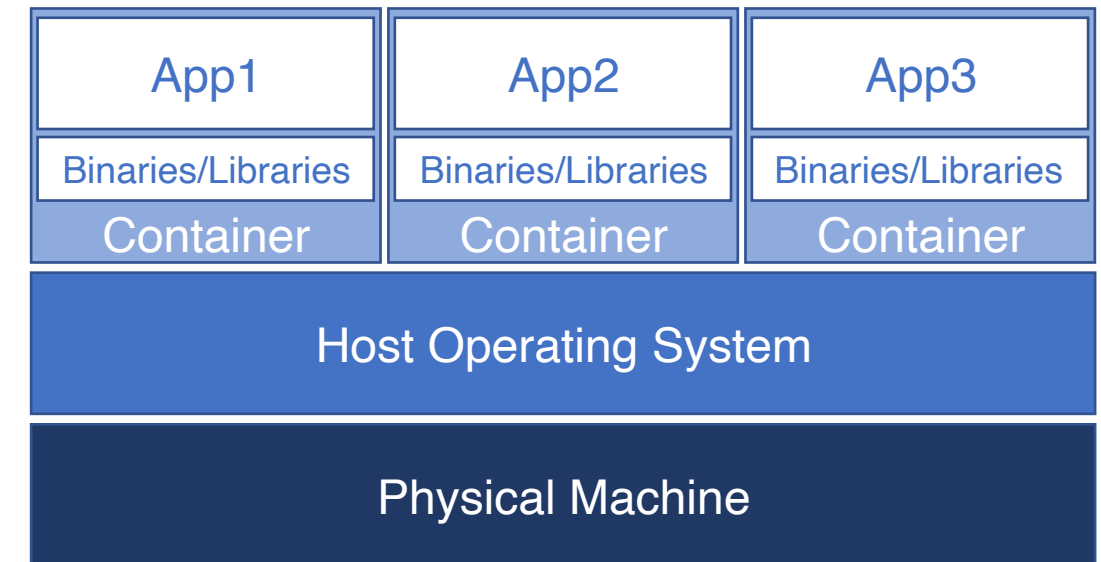 App1 App2 App3
Binaries/Libraries Binaries/Libraries Binaries/Libraries
Container Container Container
Host Operating System
Physical Machine